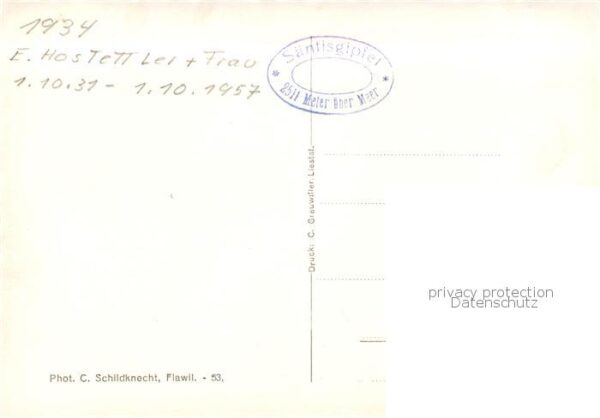 1934
E. Hostettler + Frau
1.10.31 - 1.10.1957
Säntisgipfel
* *
2511 Meter über Meer
Druck: C. Grauwiller Liestal.
privacy protection
Datenschutz
Phot. C. Schildknecht, Flawil. - 53.